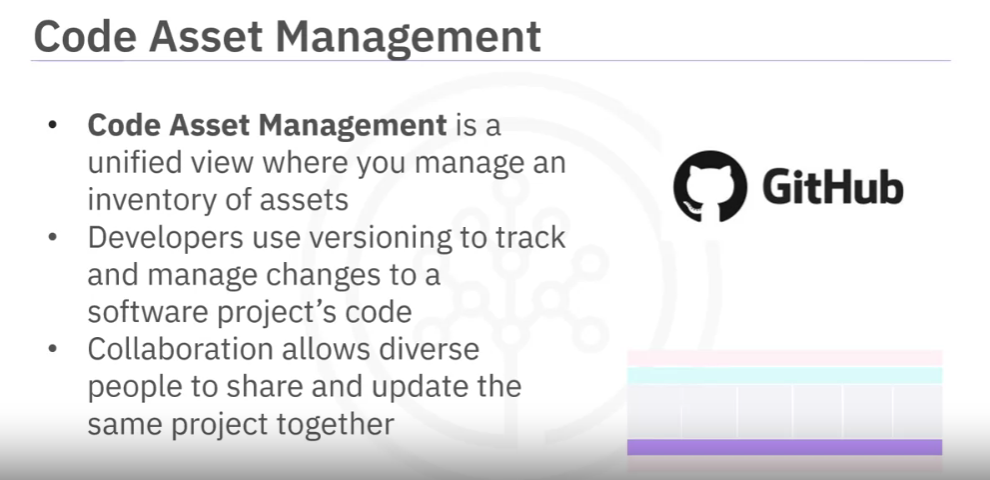 Code Asset Management
• Code Asset Management is a
unified view where you manage an
inventory of assets
• Developers use versioning to track
and manage changes to a
software project’s code
• Collaboration allows diverse
people to share and update the
same project together
GitHub